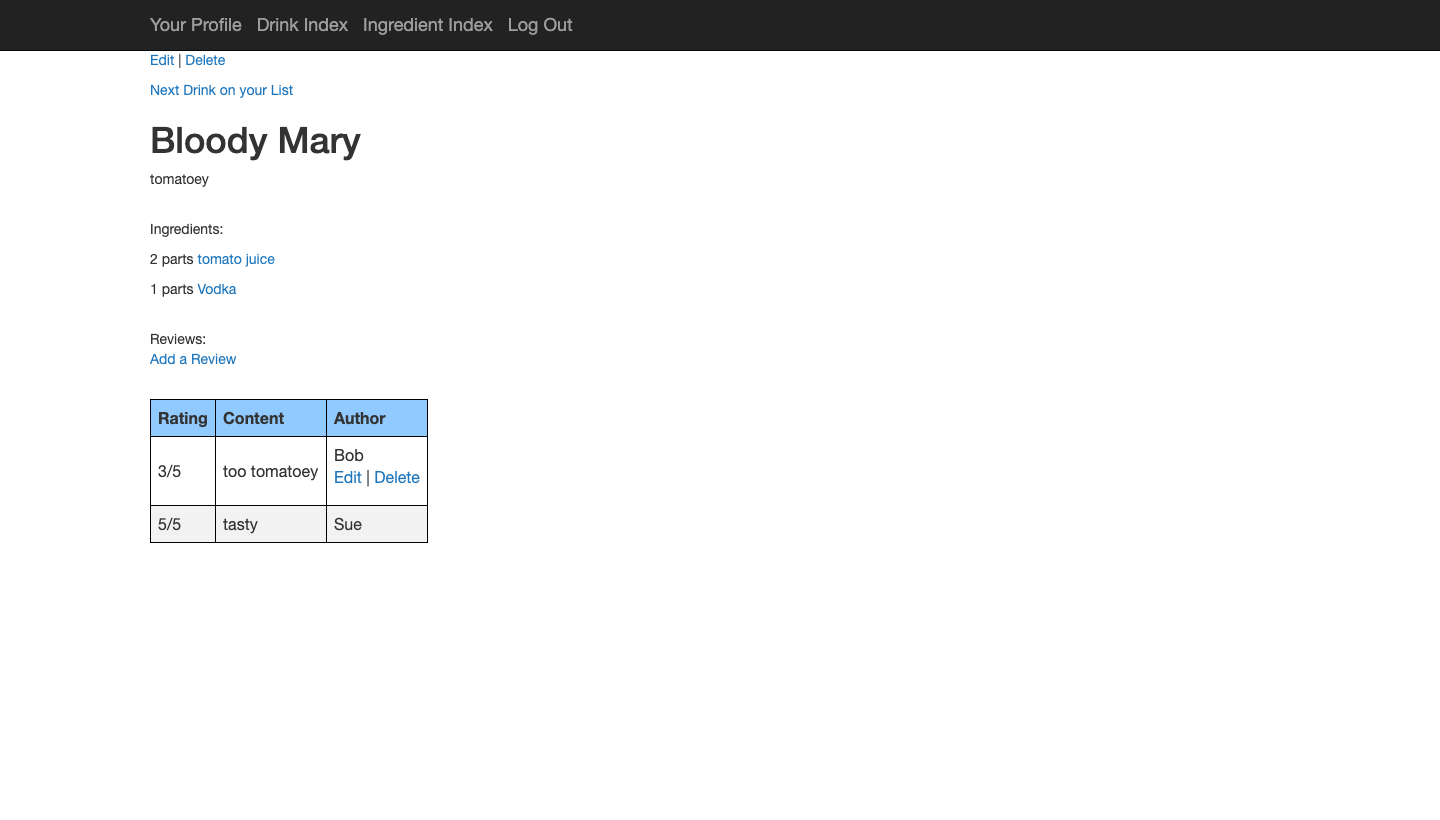 Your Profile Drink Index Ingredient Index Log Out
Edit | Delete
Next Drink on your List
Bloody Mary
tomatoey
Ingredients:
2 parts tomato juice
1 parts Vodka
Reviews:
Add a Review
Rating Content Author
3/5 too tomatoey Bob
Edit | Delete
5/5 tasty Sue